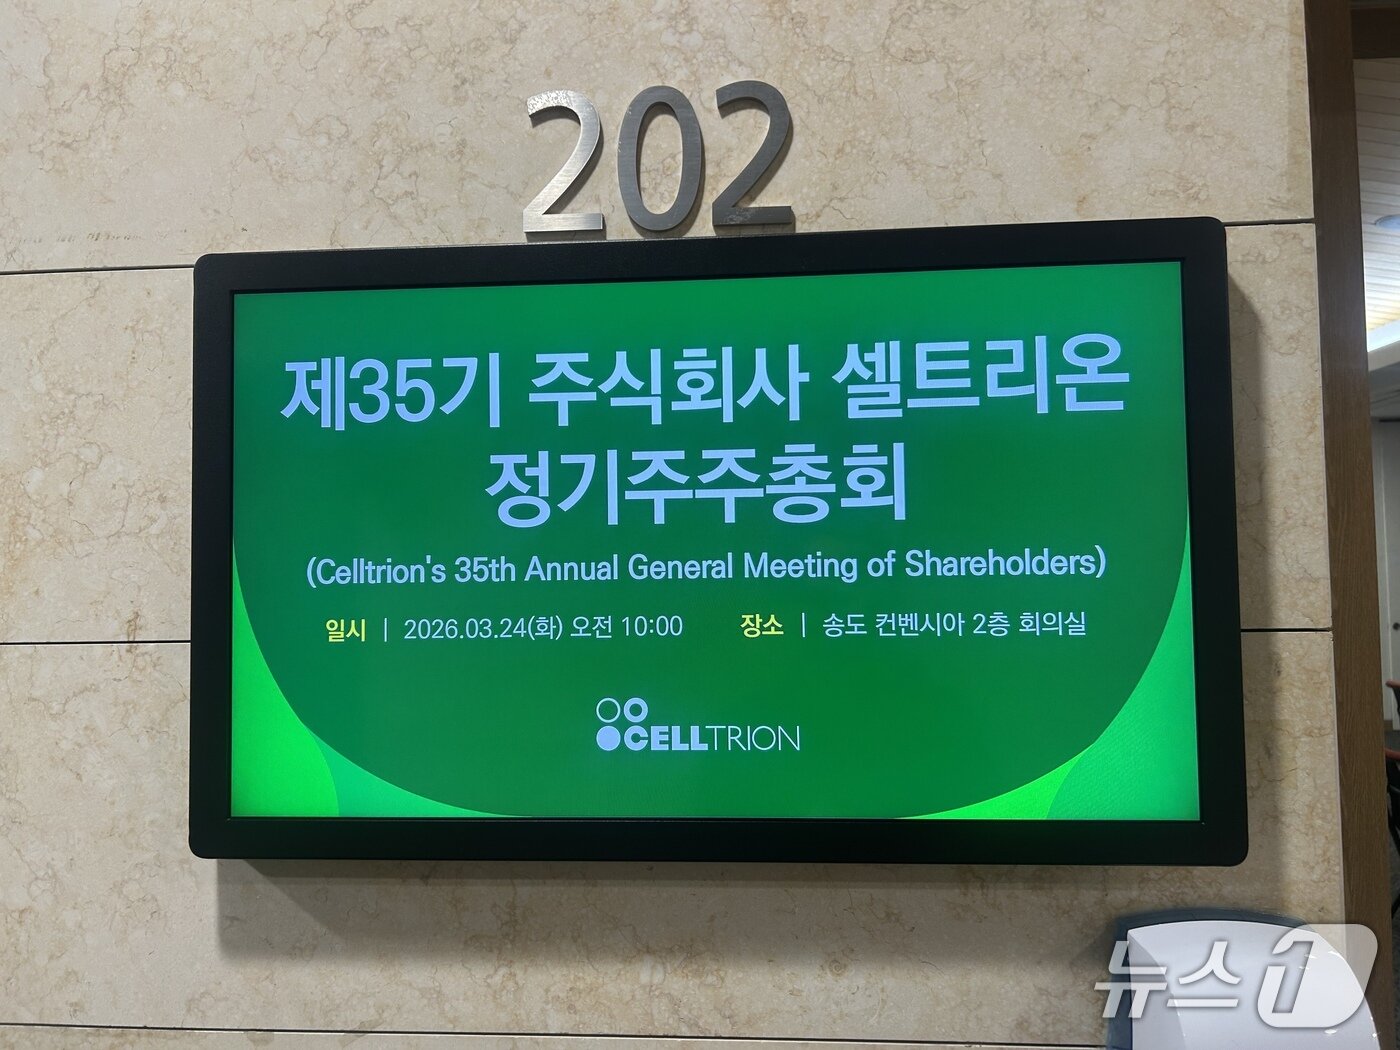 202
제35기 주식회사 셀트리온
정기주주총회
(Celltrion's 35th Annual General Meeting of Shareholders)
일시 | 2026.03.24(화) 오전 10:00 장소 | 송도 컨벤시아 2층 회의실
CELLTRION
뉴스1